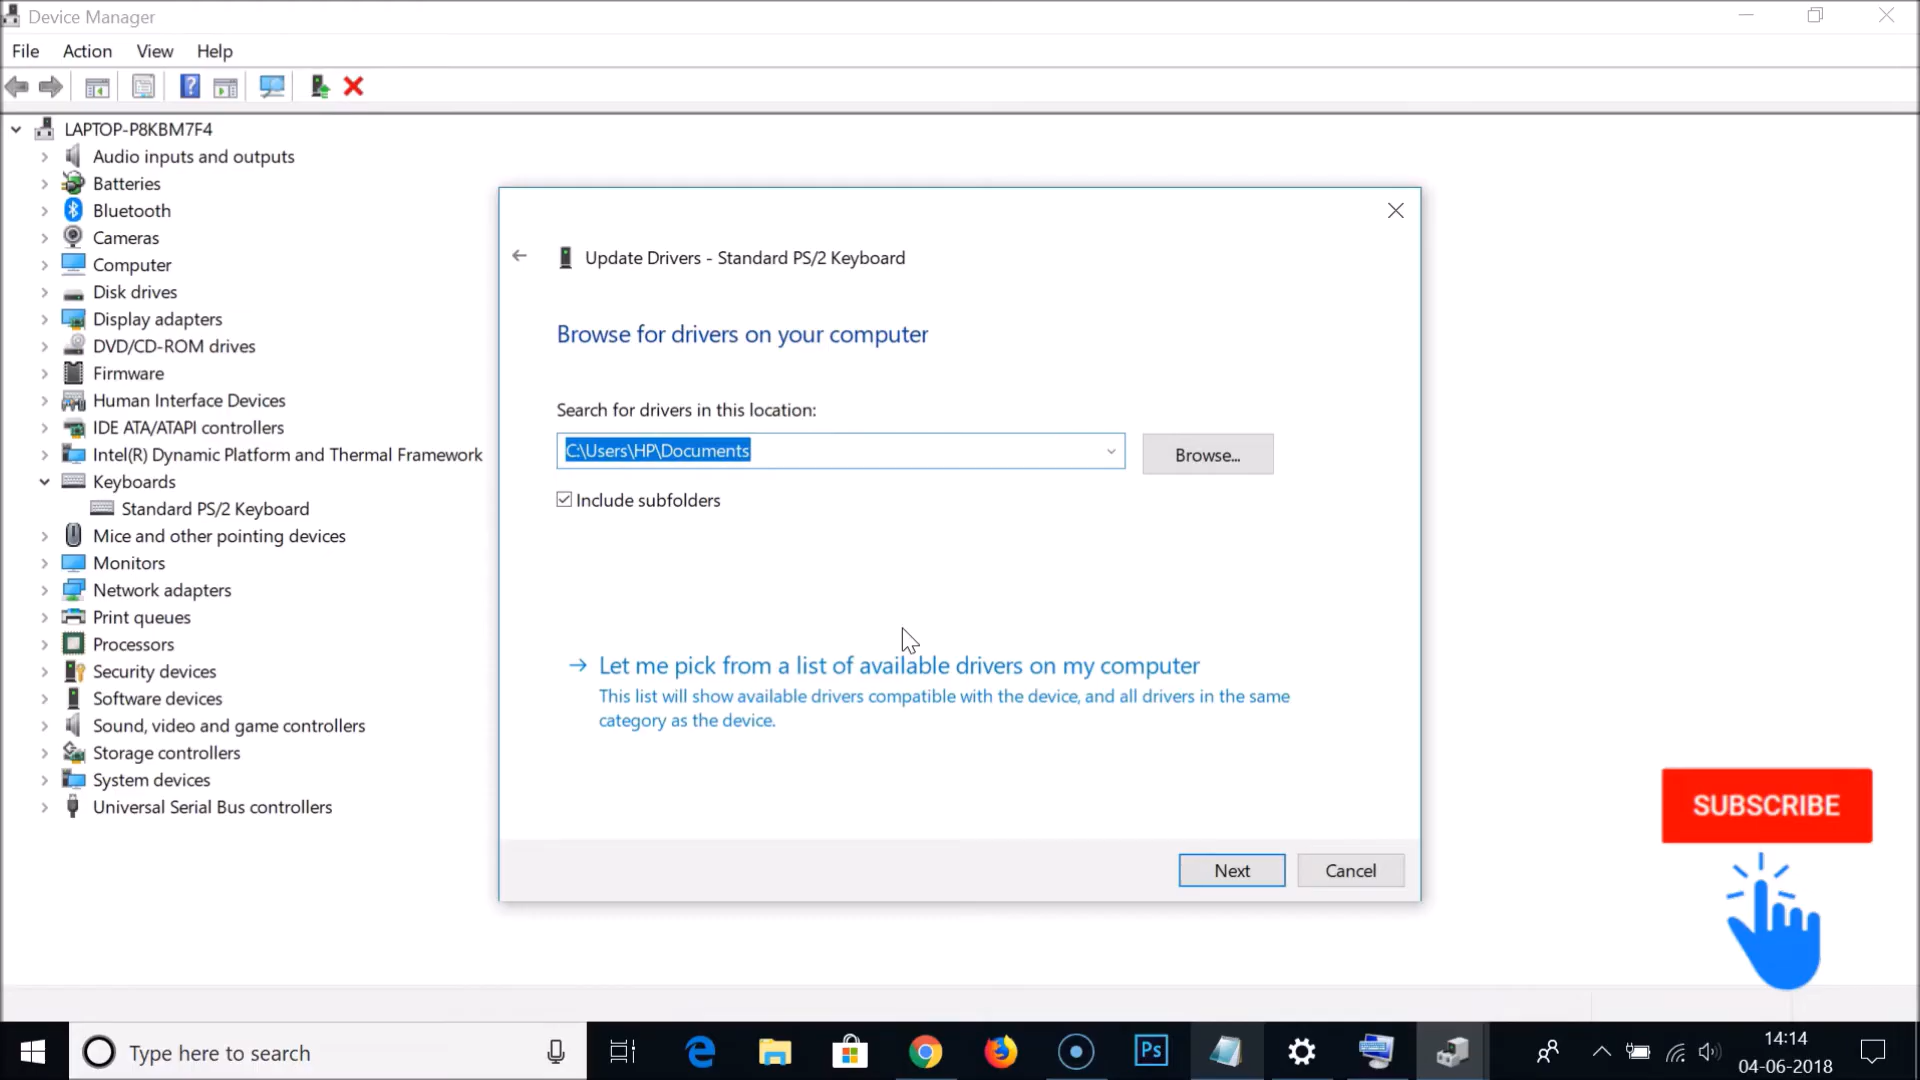 Device Manager
File Action View Help
LAPTOP-P8KBM7F4
Audio inputs and outputs
Batteries
Bluetooth
Cameras
Computer
Disk drives
Display adapters
DVD/CD-ROM drives
Firmware
Human Interface Devices
IDE ATA/ATAPI controllers
Intel(R) Dynamic Platform and Thermal Framework
Keyboards
Standard PS/2 Keyboard
Mice and other pointing devices
Monitors
Network adapters
Print queues
Processors
Security devices
Software devices
Sound, video and game controllers
Storage controllers
System devices
Universal Serial Bus controllers
Update Drivers - Standard PS/2 Keyboard
Browse for drivers on your computer
Search for drivers in this location:
C:\Users\HP\Documents
Browse...
Include subfolders
Let me pick from a list of available drivers on my computer
This list will show available drivers compatible with the device, and all drivers in the same
category as the device.
Next Cancel
SUBSCRIBE
Type here to search
Ps
14:14
04-06-2018